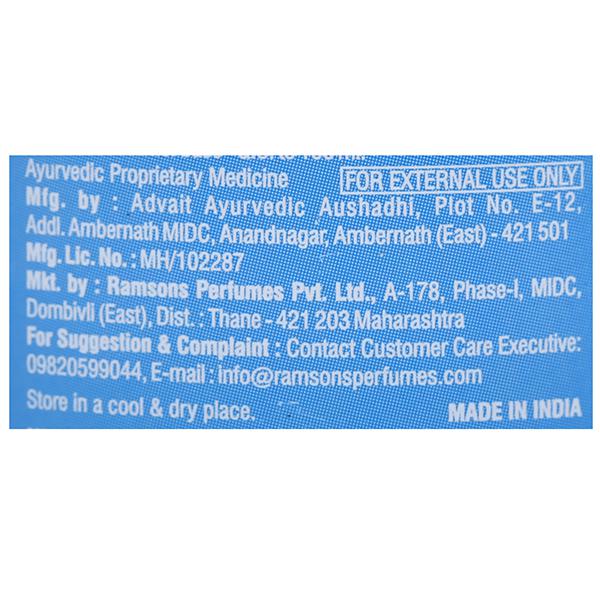 Ayurvedic Proprietary Medicine FOR EXTERNAL USE ONLY
Mfg. by : Advait Ayurvedic Aushadhi, Plot No. E-12,
Addl. Ambernath MIDC, Anandnagar, Ambernath (East) - 421 501
Mfg. Lic. No. : MH/102287
Mkt. by : Ramsons Perfumes Pvt. Ltd., A-178, Phase-I, MIDC,
Dombivli (East), Dist. : Thane - 421 203 Maharashtra
For Suggestion & Complaint : Contact Customer Care Executive:
09820599044, E-mail : info@ramsonsperfumes.com
Store in a cool & dry place. MADE IN INDIA